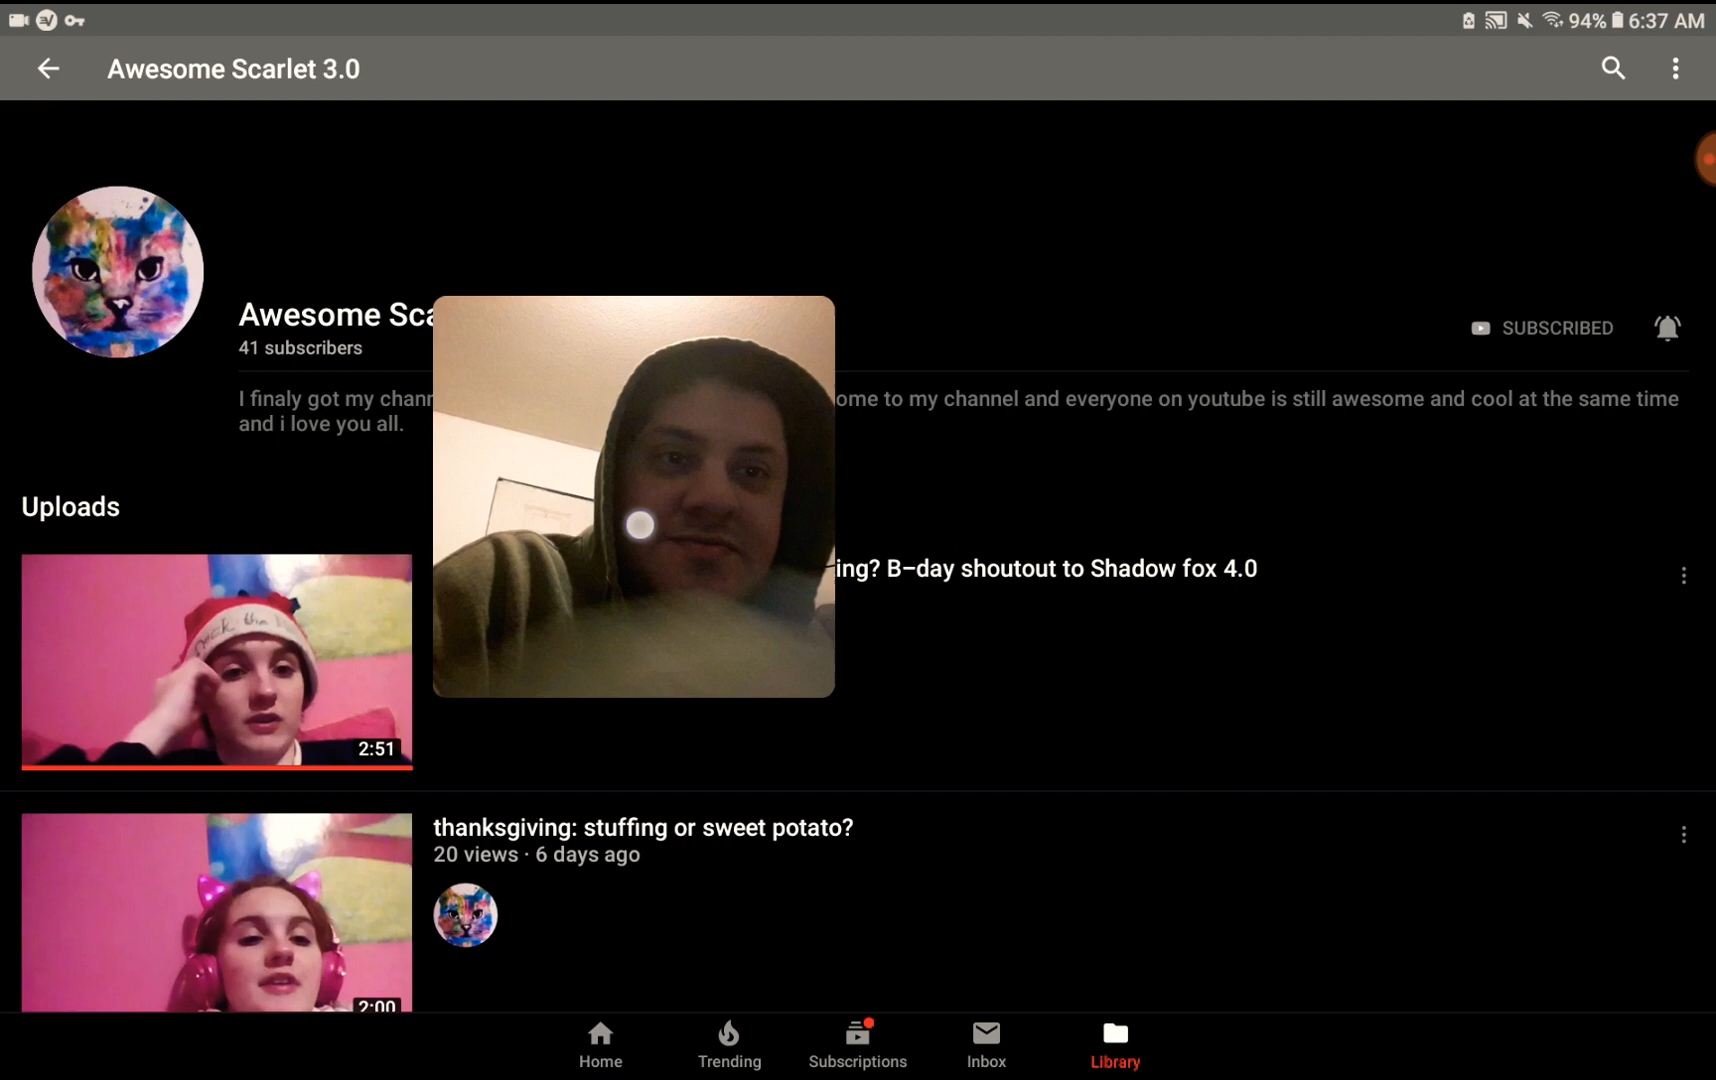 94% 6:37 AM
Awesome Scarlet 3.0
Awesome Sca
41 subscribers
SUBSCRIBED
I finaly got my chann ome to my channel and everyone on youtube is still awesome and cool at the same time
and i love you all.
Uploads
ing? B-day shoutout to Shadow fox 4.0
2:51
thanksgiving: stuffing or sweet potato?
20 views · 6 days ago
2:00
Home
Trending
Subscriptions
Inbox
Library